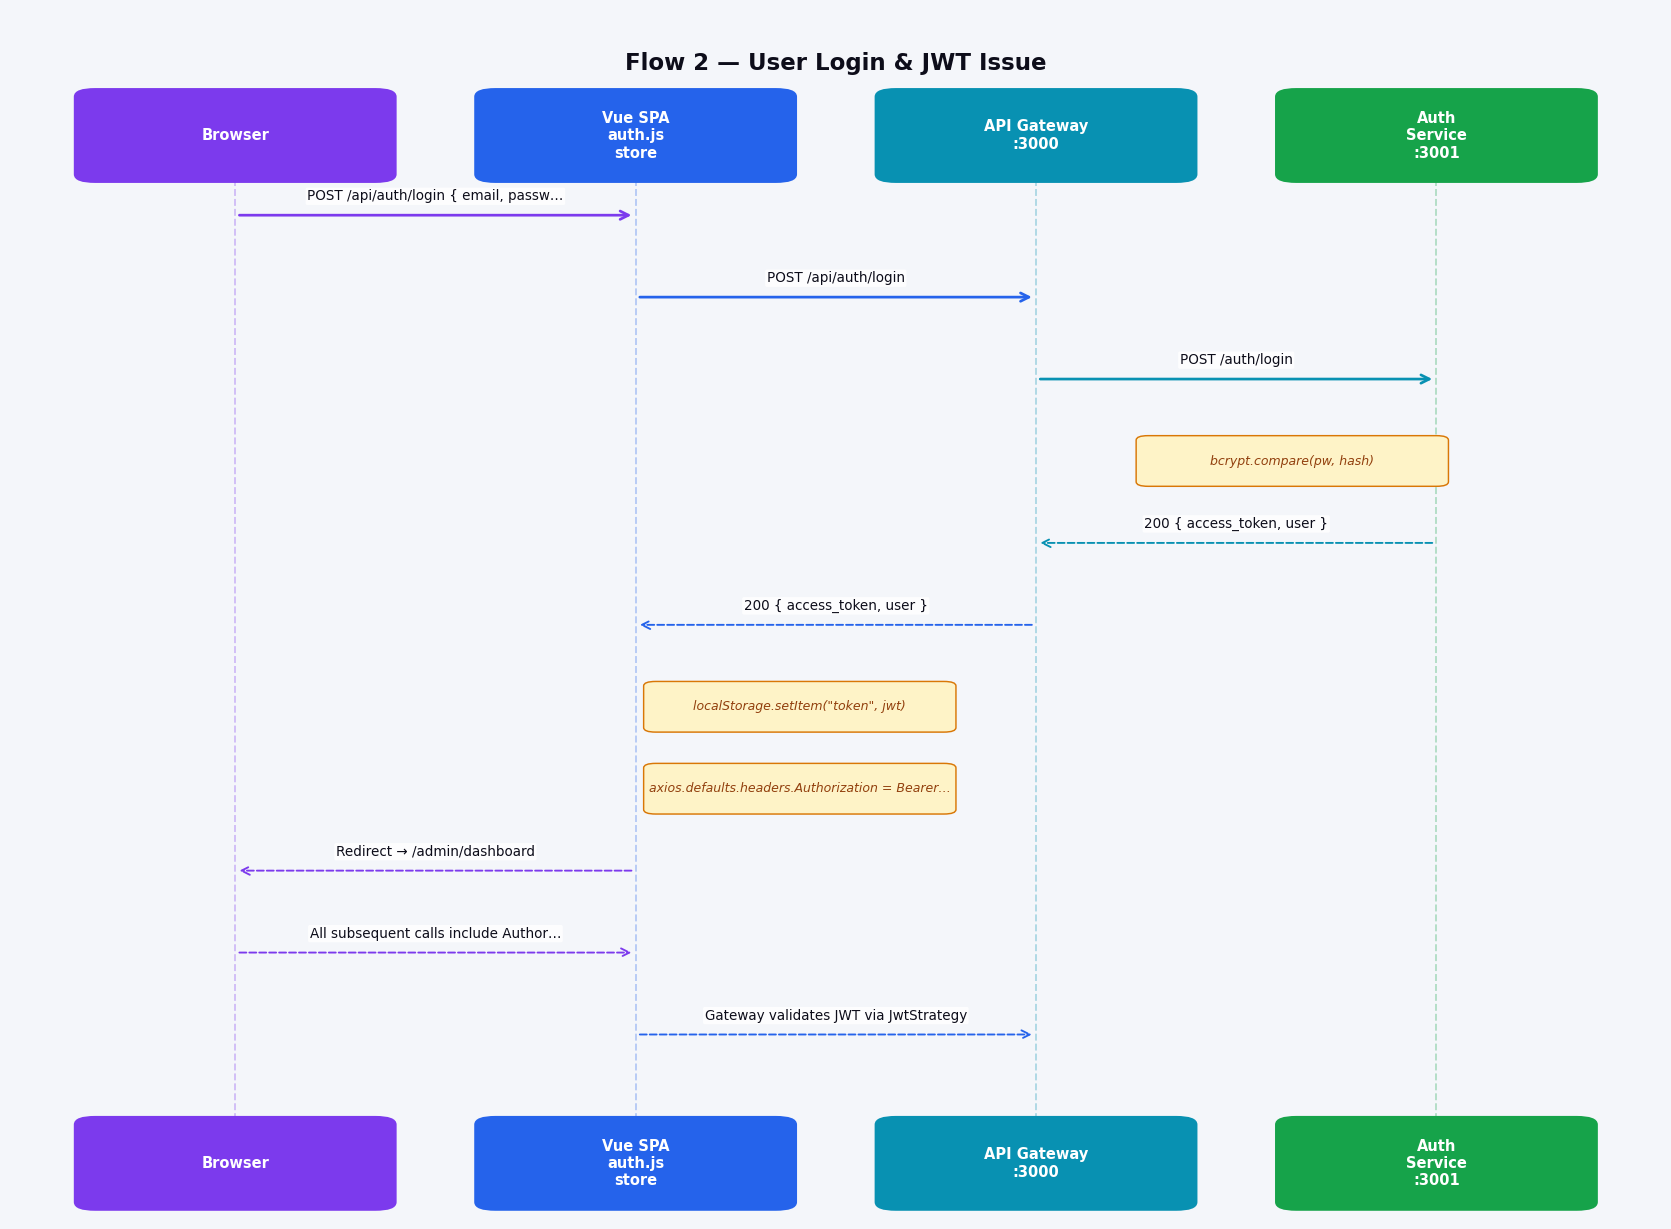 Flow 2 — User Login & JWT Issue
Browser
Vue SPA
auth.js
store
API Gateway
:3000
Auth
Service
:3001
POST /api/auth/login { email, passw…
POST /api/auth/login
POST /auth/login
bcrypt.compare(pw, hash)
200 { access_token, user }
200 { access_token, user }
localStorage.setItem("token", jwt)
axios.defaults.headers.Authorization = Bearer…
Redirect → /admin/dashboard
All subsequent calls include Author…
Gateway validates JWT via JwtStrategy
Browser
Vue SPA
auth.js
store
API Gateway
:3000
Auth
Service
:3001